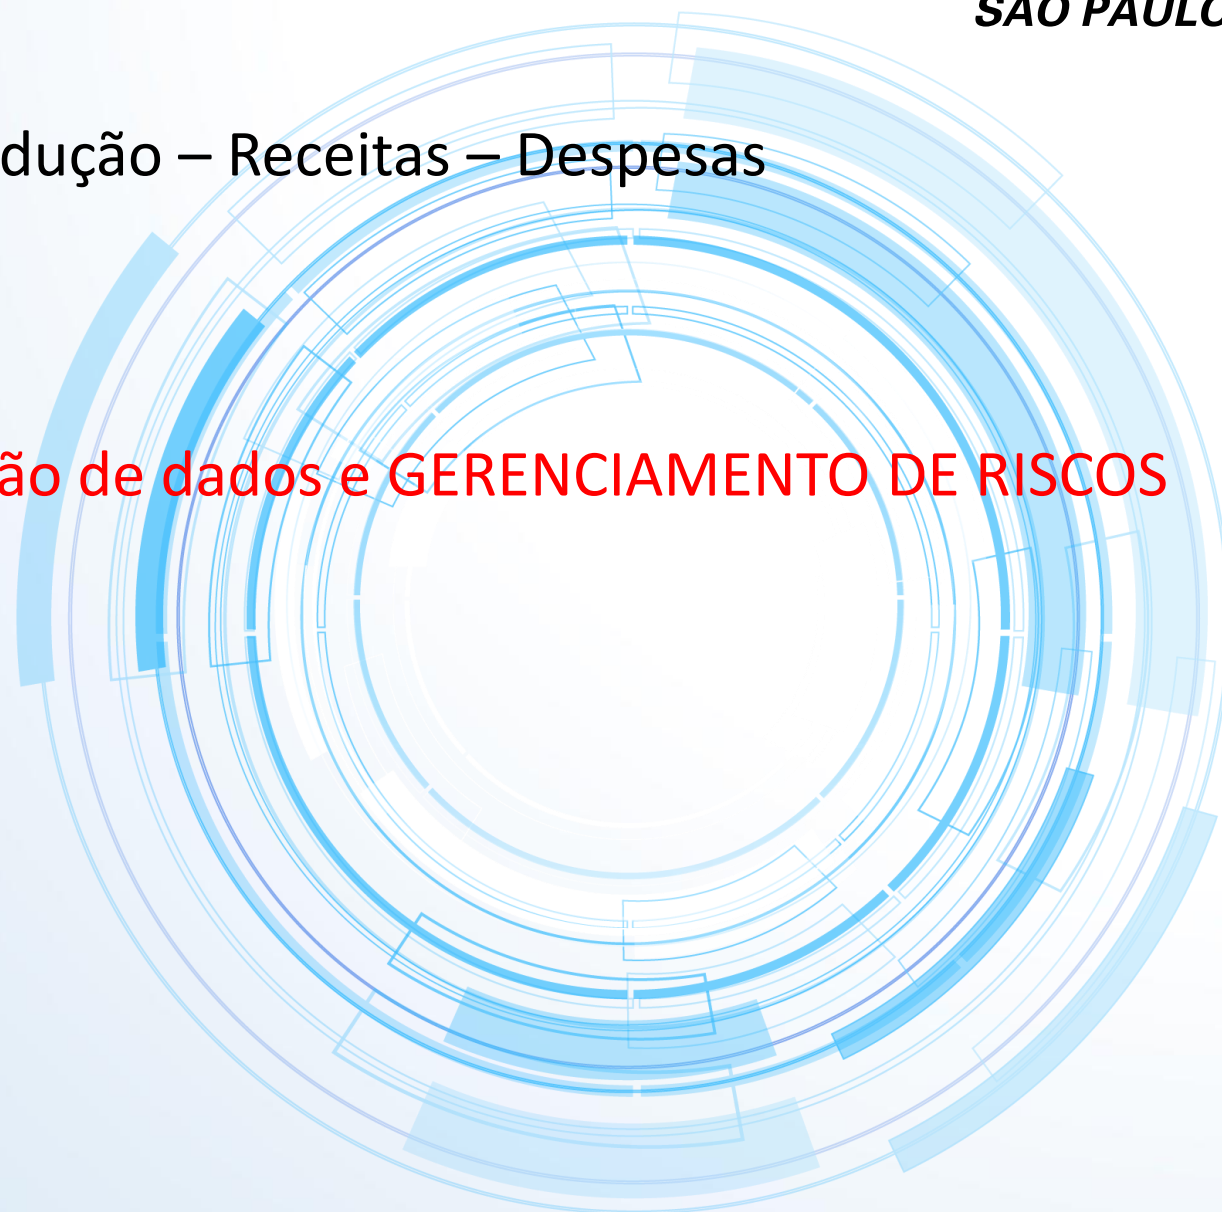 SÃO PAULO
dução – Receitas – Despesas
ão de dados e GERENCIAMENTO DE RISCOS